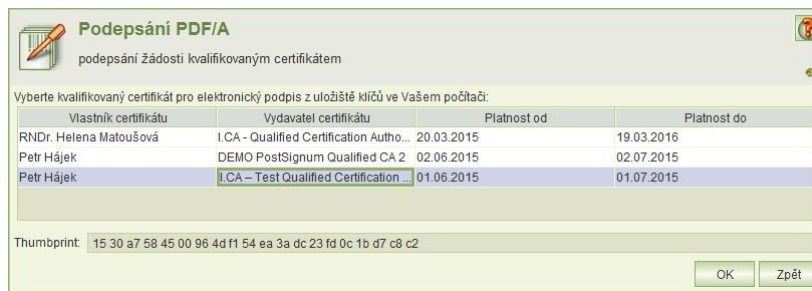 Podepsání PDF/A
podepsání žádosti kvalifikovaným certifikátem
Vyberte kvalifikovaný certifikát pro elektronický podpis z uložiště klíčů ve Vašem počítači:
Vlastník certifikátu Vydavatel certifikátu Platnost od Platnost do
RNDr. Helena Matoušová I.CA - Qualified Certification Autho... 20.03.2015 19.03.2016
Petr Hájek DEMO PostSignum Qualified CA 2 02.06.2015 02.07.2015
Petr Hájek I.CA – Test Qualified Certification ... 01.06.2015 01.07.2015
Thumbprint: 15 30 a7 58 45 00 96 4d f1 54 ea 3a dc 23 fd 0c 1b d7 c8 c2
OK Zpět